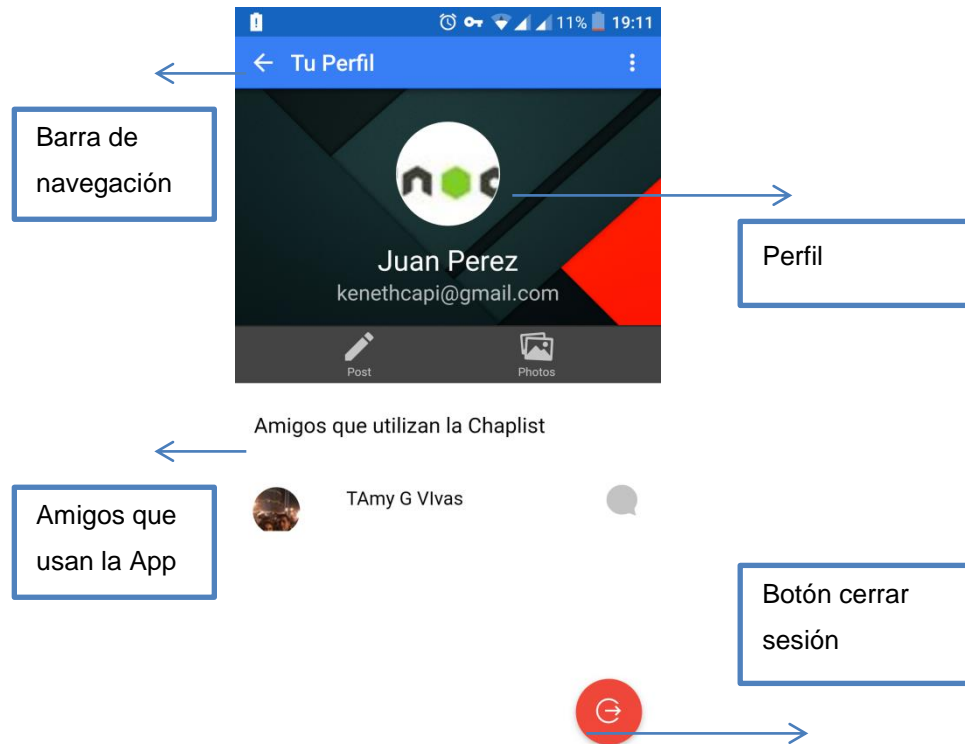 11% 19:11
Tu Perfil
Barra de
navegación
Perfil
Juan Perez
kenethcapi@gmail.com
Post
Photos
Amigos que utilizan la Chaplist
TAmy G VIvas
Amigos que
usan la App
Botón cerrar
sesión